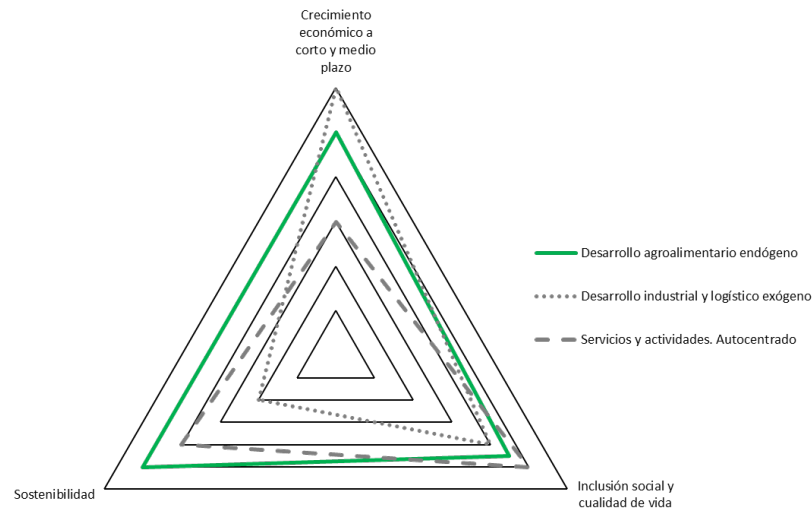 Crecimiento
económico a
corto y medio
plazo
Desarrollo agroalimentario endógeno
Desarrollo industrial y logístico exógeno
Servicios y actividades. Autocentrado
Sostenibilidad
Inclusión social y
cualidad de vida